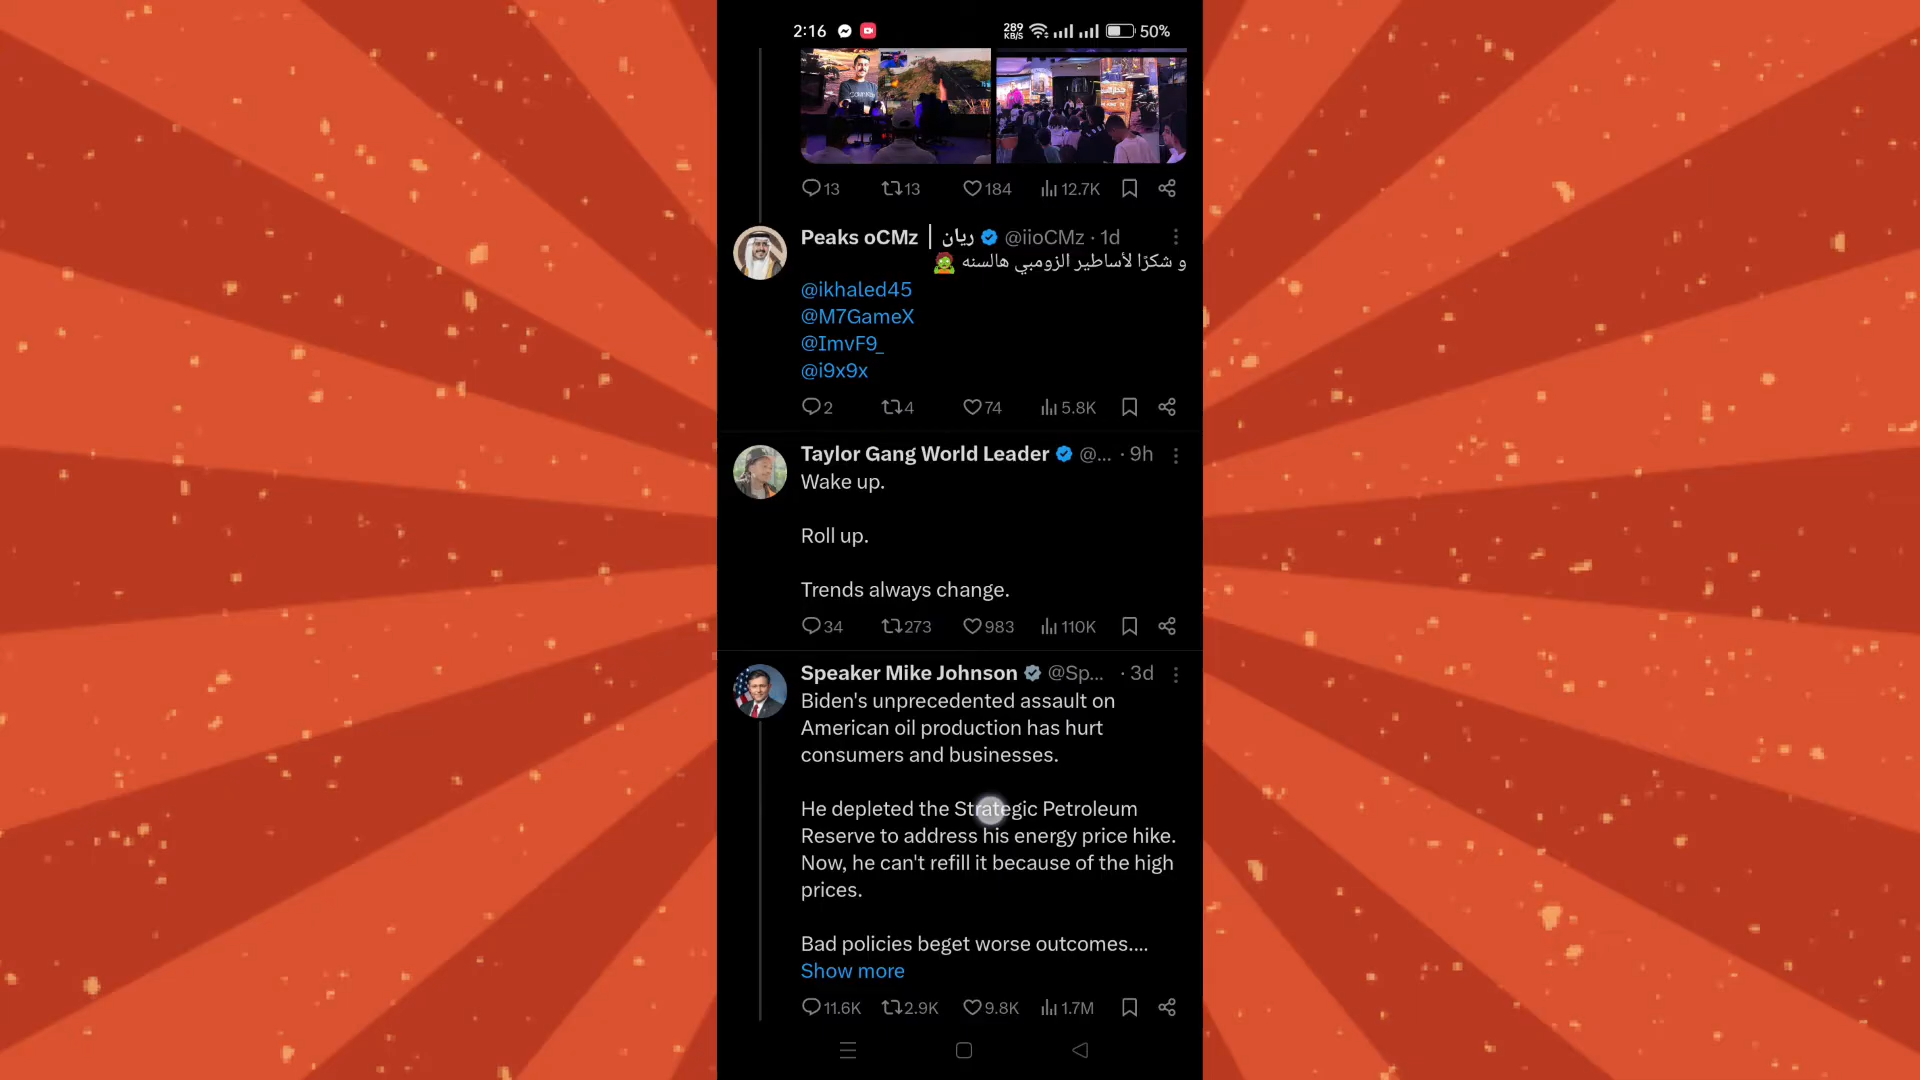 2:16
289 KB/S
50%
13 13 184 12.7K
Peaks oCMz | ريان @iioCMz · 1d
و شكرًا لأساطير الزومبي هالسنه 🧟
@ikhaled45
@M7GameX
@ImvF9_
@i9x9x
2 4 74 5.8K
Taylor Gang World Leader @... · 9h
Wake up.
Roll up.
Trends always change.
34 273 983 110K
Speaker Mike Johnson @Sp... · 3d
Biden's unprecedented assault on
American oil production has hurt
consumers and businesses.
He depleted the Strategic Petroleum
Reserve to address his energy price hike.
Now, he can't refill it because of the high
prices.
Bad policies beget worse outcomes....
Show more
11.6K 2.9K 9.8K 1.7M